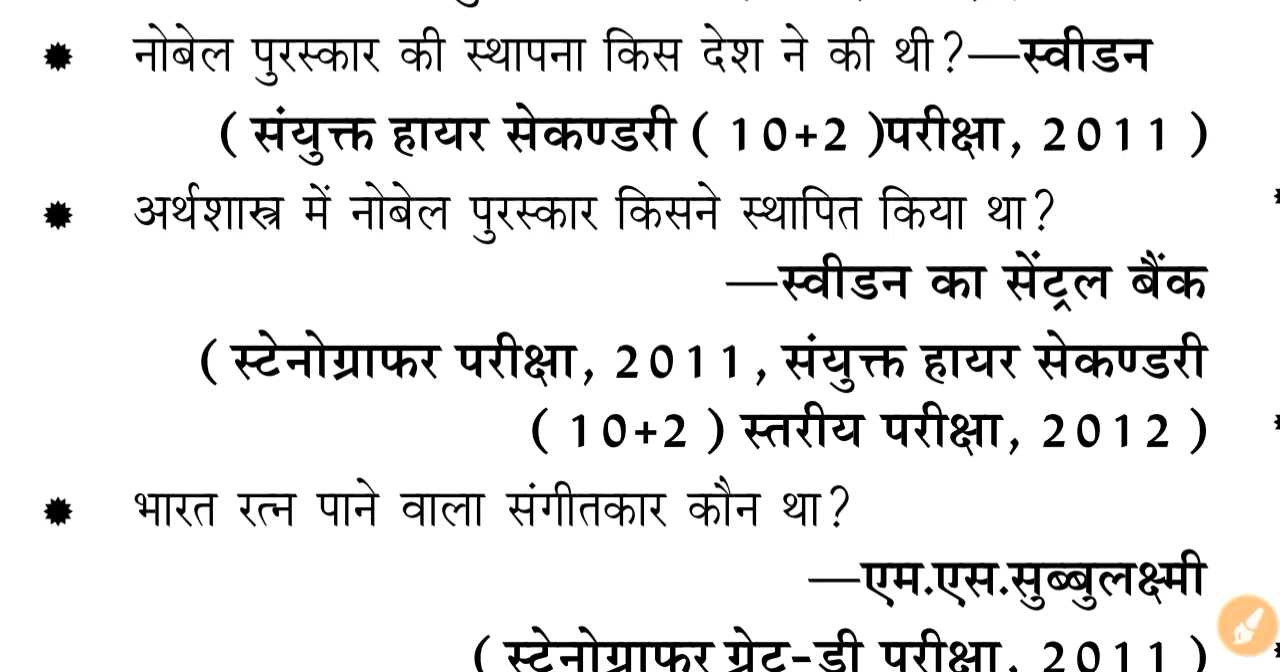 नोबेल पुरस्कार की स्थापना किस देश ने की थी?—स्वीडन
( संयुक्त हायर सेकण्डरी ( 10+2 )परीक्षा, 2011 )
अर्थशास्त्र में नोबेल पुरस्कार किसने स्थापित किया था?
—स्वीडन का सेंट्रल बैंक
( स्टेनोग्राफर परीक्षा, 2011, संयुक्त हायर सेकण्डरी
( 10+2 ) स्तरीय परीक्षा, 2012 )
भारत रत्न पाने वाला संगीतकार कौन था?
—एम.एस.सुब्बुलक्ष्मी
( स्टेनोग्राफर ग्रेट-डी परीक्षा, 2011 )